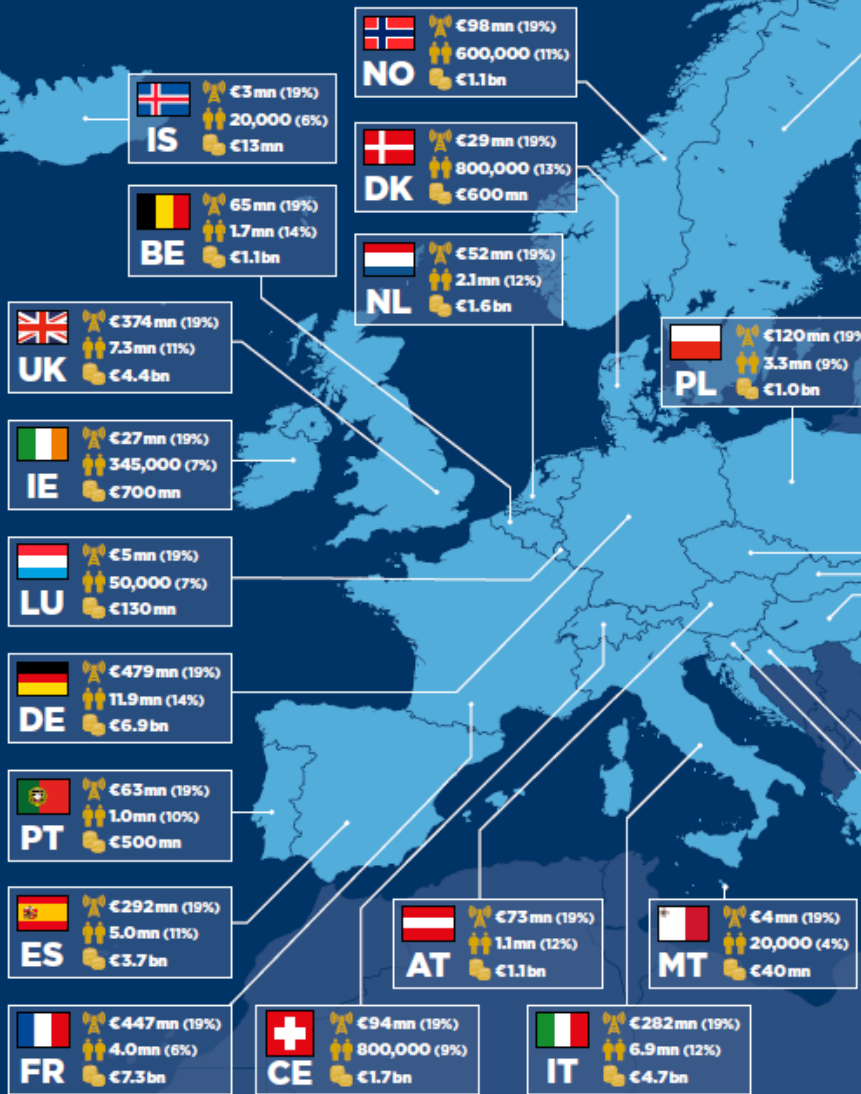 NO
€98mn (19%)
600,000 (11%)
€1.1bn
IS
€3mn (19%)
20,000 (6%)
€13mn
DK
€29mn (19%)
800,000 (13%)
€600mn
BE
65mn (19%)
1.7mn (14%)
€1.1bn
NL
€52mn (19%)
2.1mn (12%)
€1.6bn
UK
€374mn (19%)
7.3mn (11%)
€4.4bn
PL
€120mn (19%
3.3mn (9%)
€1.0bn
IE
€27mn (19%)
345,000 (7%)
€700mn
LU
€5mn (19%)
50,000 (7%)
€130mn
DE
€479mn (19%)
11.9mn (14%)
€6.9bn
PT
€63mn (19%)
1.0mn (10%)
€500mn
ES
€292mn (19%)
5.0mn (11%)
€3.7bn
AT
€73mn (19%)
1.1mn (12%)
€1.1bn
MT
€4mn (19%)
20,000 (4%)
€40mn
FR
€447mn (19%)
4.0mn (6%)
€7.3bn
CE
€94mn (19%)
800,000 (9%)
€1.7bn
IT
€282mn (19%)
6.9mn (12%)
€4.7bn